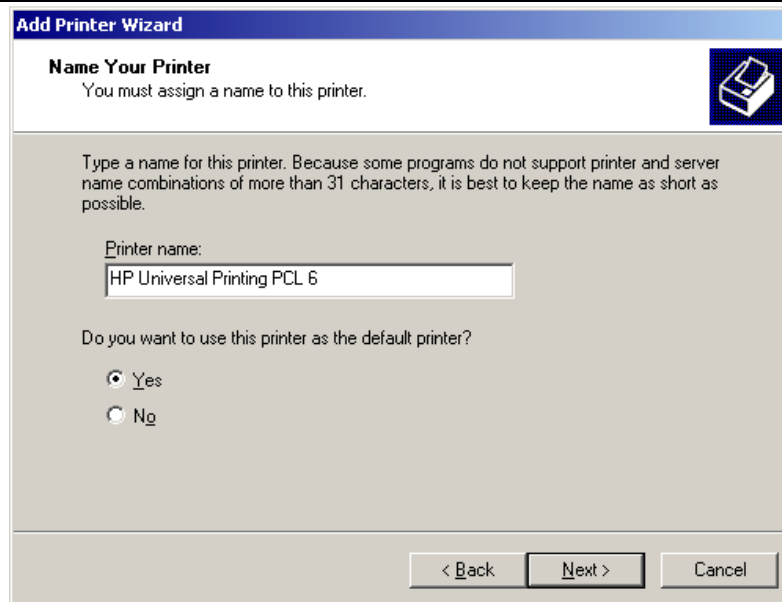 Add Printer Wizard
Name Your Printer
You must assign a name to this printer.
Type a name for this printer. Because some programs do not support printer and server
name combinations of more than 31 characters, it is best to keep the name as short as
possible.
Printer name:
HP Universal Printing PCL 6
Do you want to use this printer as the default printer?
Yes
No
< Back Next > Cancel